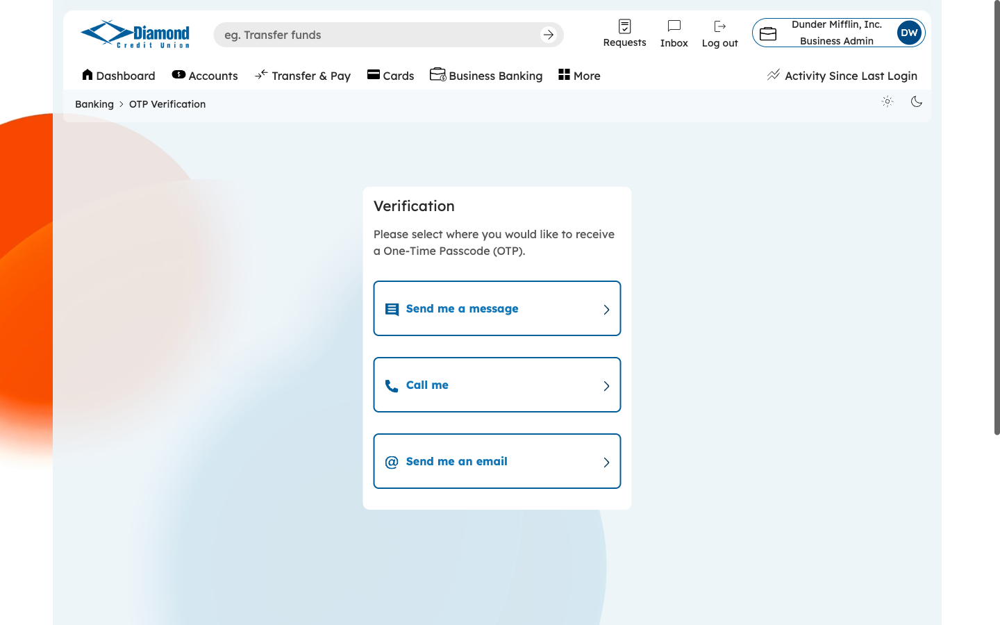 Diamond
Credit Union
eg. Transfer funds
Requests
Inbox
Log out
Dunder Mifflin, Inc.
Business Admin
DW
Dashboard
Accounts
Transfer & Pay
Cards
Business Banking
More
Activity Since Last Login
Banking > OTP Verification
Verification
Please select where you would like to receive
a One-Time Passcode (OTP).
Send me a message
Call me
@ Send me an email